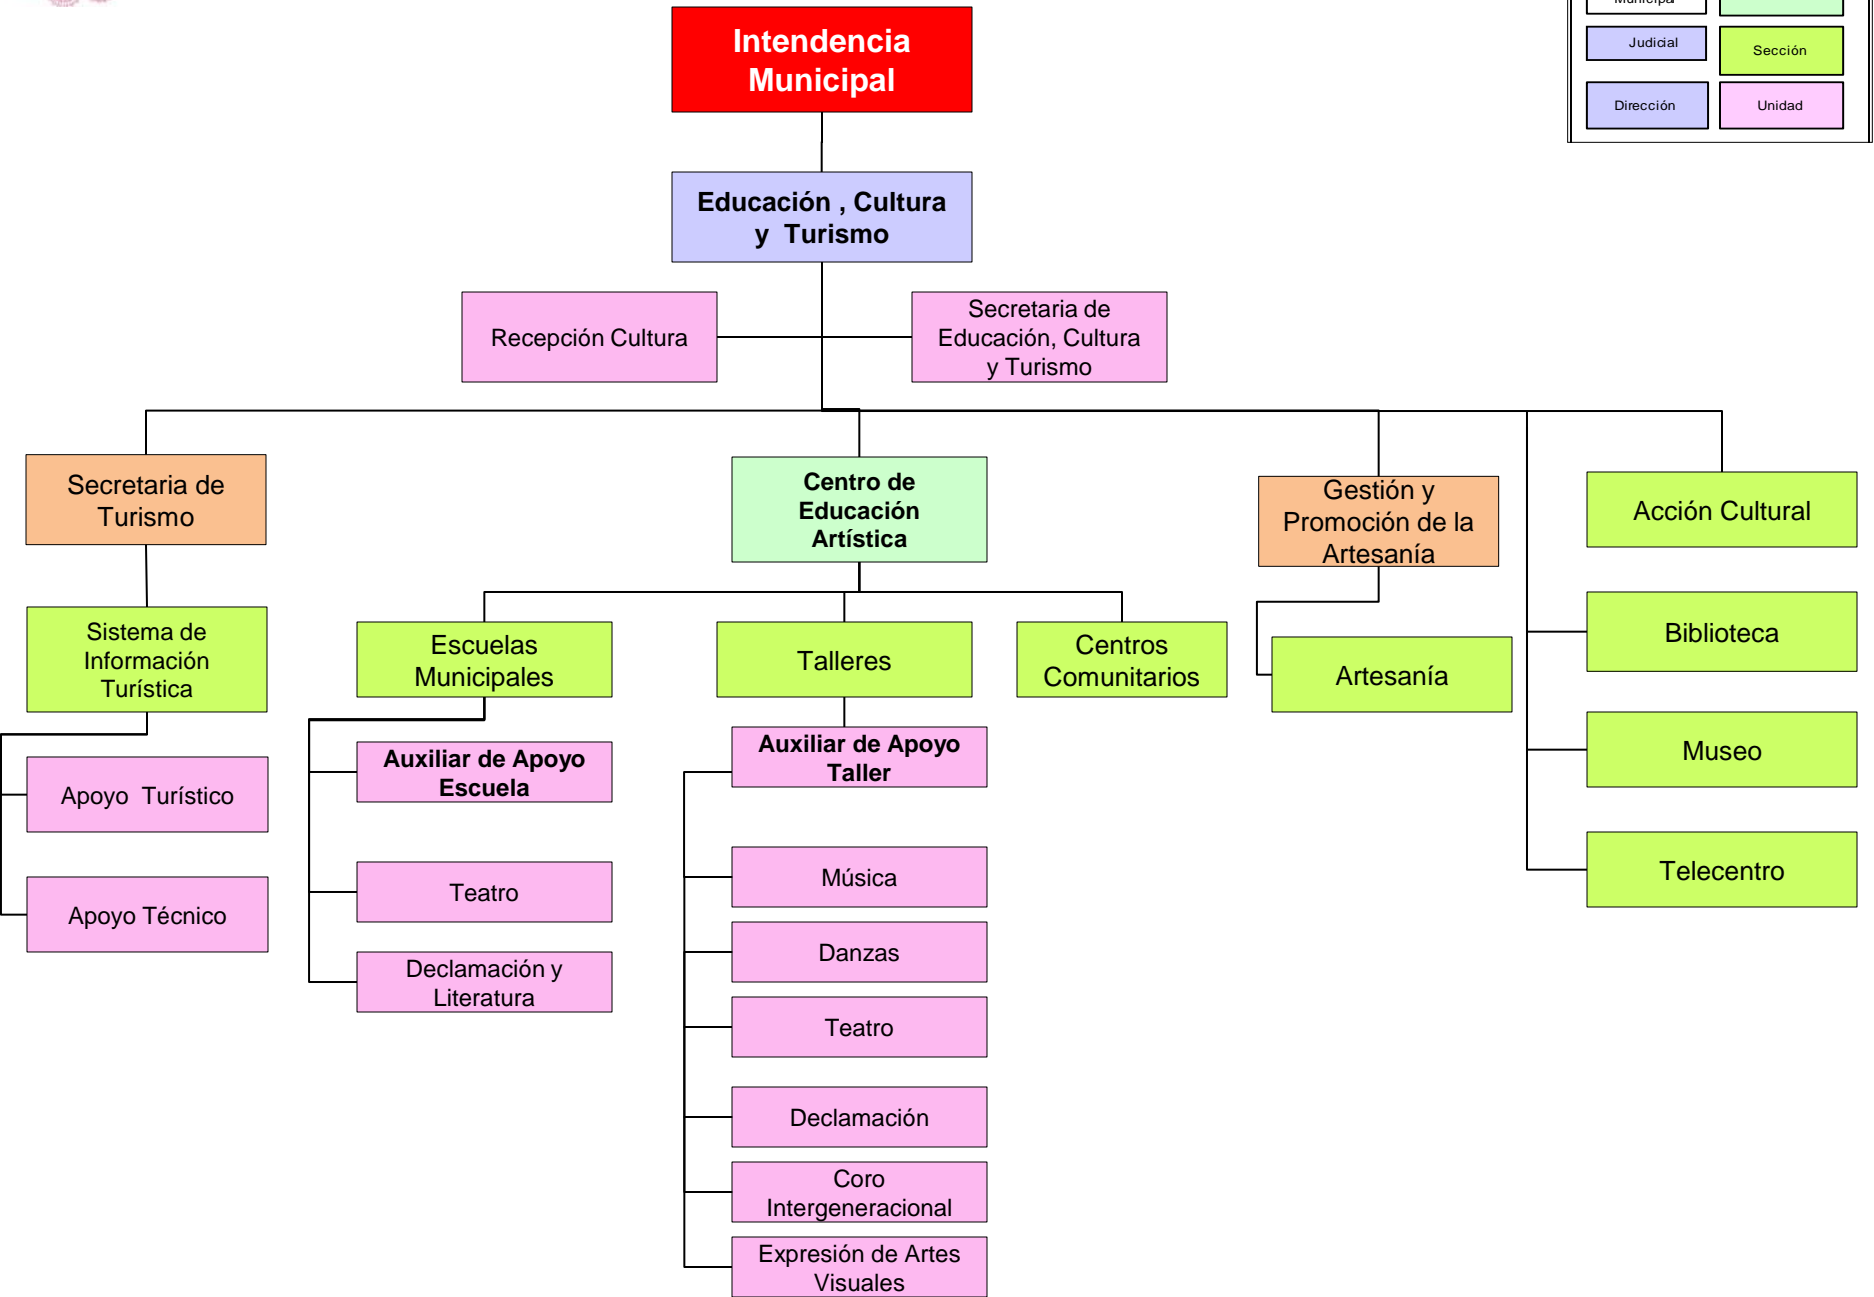 Municipal
Judicial
Sección
Dirección
Unidad
Intendencia
Municipal
Educación , Cultura
y Turismo
Recepción Cultura
Secretaria de
Educación, Cultura
y Turismo
Secretaria de
Turismo
Centro de
Educación
Artística
Gestión y
Promoción de la
Artesanía
Acción Cultural
Sistema de
Información
Turística
Escuelas
Municipales
Talleres
Centros
Comunitarios
Artesanía
Biblioteca
Museo
Telecentro
Apoyo Turístico
Apoyo Técnico
Auxiliar de Apoyo
Escuela
Teatro
Declamación y
Literatura
Auxiliar de Apoyo
Taller
Música
Danzas
Teatro
Declamación
Coro
Intergeneracional
Expresión de Artes
Visuales